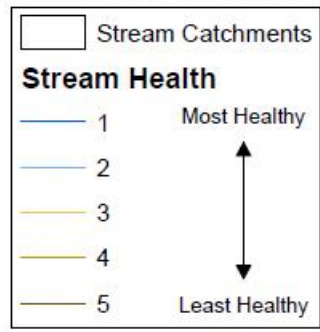 Stream Catchments
Stream Health
1 Most Healthy
2
3
4
5 Least Healthy